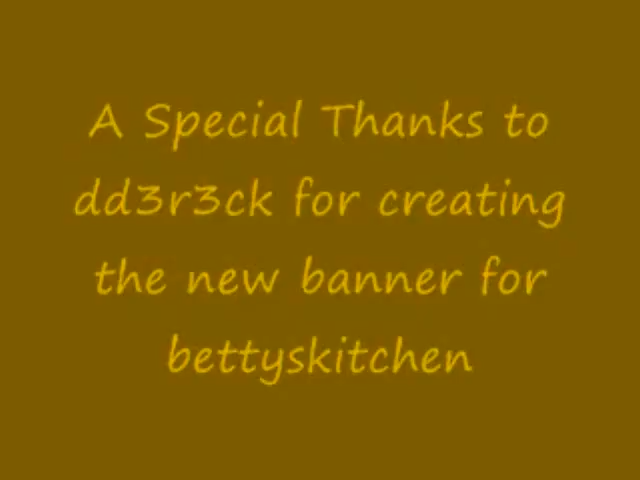 A Special Thanks to
dd3r3ck for creating
the new banner for
bettyskitchen